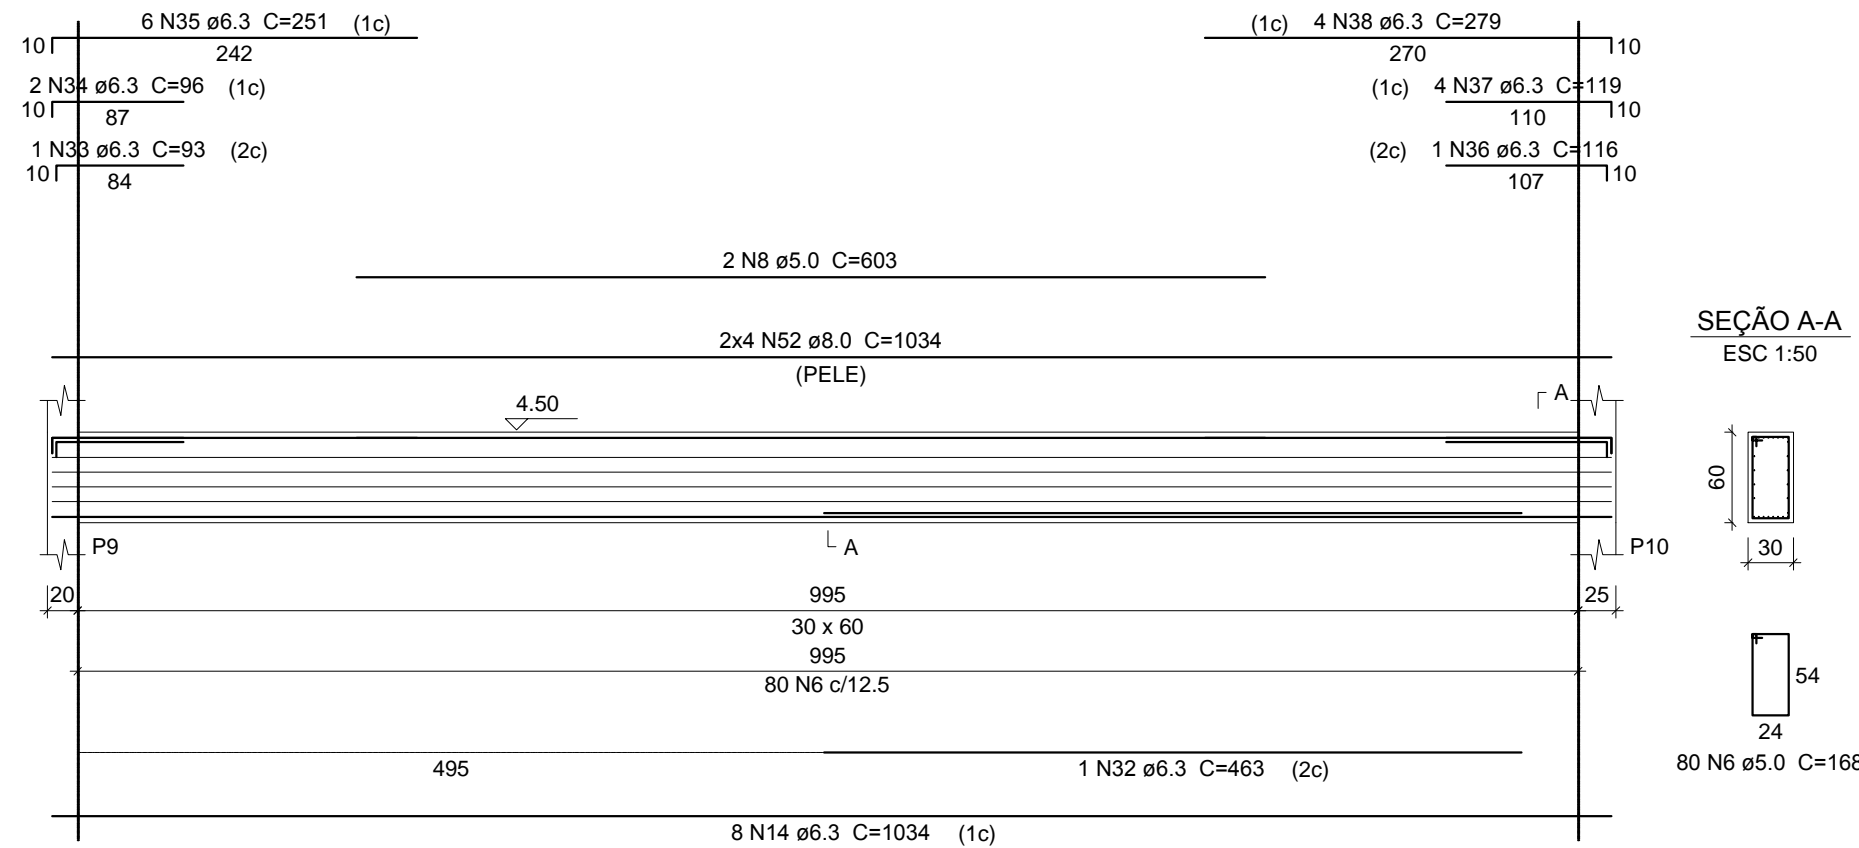 6 N35 ø6.3 C=251 (1c)
10
242
2 N34 ø6.3 C=96 (1c)
10
87
1 N33 ø6.3 C=93 (2c)
10
84
(1c) 4 N38 ø6.3 C=279
270
10
(1c) 4 N37 ø6.3 C=119
110
10
(2c) 1 N36 ø6.3 C=116
107
10
2 N8 ø5.0 C=603
2x4 N52 ø8.0 C=1034
(PELE)
4.50
A
A
P9
P10
20
995
25
30 x 60
995
80 N6 c/12.5
495
1 N32 ø6.3 C=463 (2c)
8 N14 ø6.3 C=1034 (1c)
SEÇÃO A-A
ESC 1:50
60
30
54
24
80 N6 ø5.0 C=168